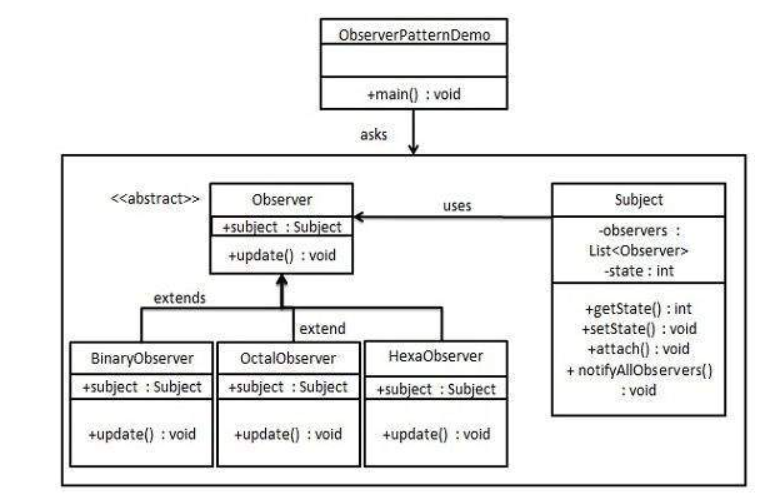 ObserverPatternDemo
+main() : void
asks
<<abstract>>
Observer
+subject : Subject
+update() : void
uses
Subject
-observers :
List<Observer>
-state : int
+getState() : int
+setState() : void
+attach() : void
+ notifyAllObservers()
: void
extends
extend
BinaryObserver
+subject : Subject
+update() : void
OctalObserver
+subject : Subject
+update() : void
HexaObserver
+subject : Subject
+update() : void